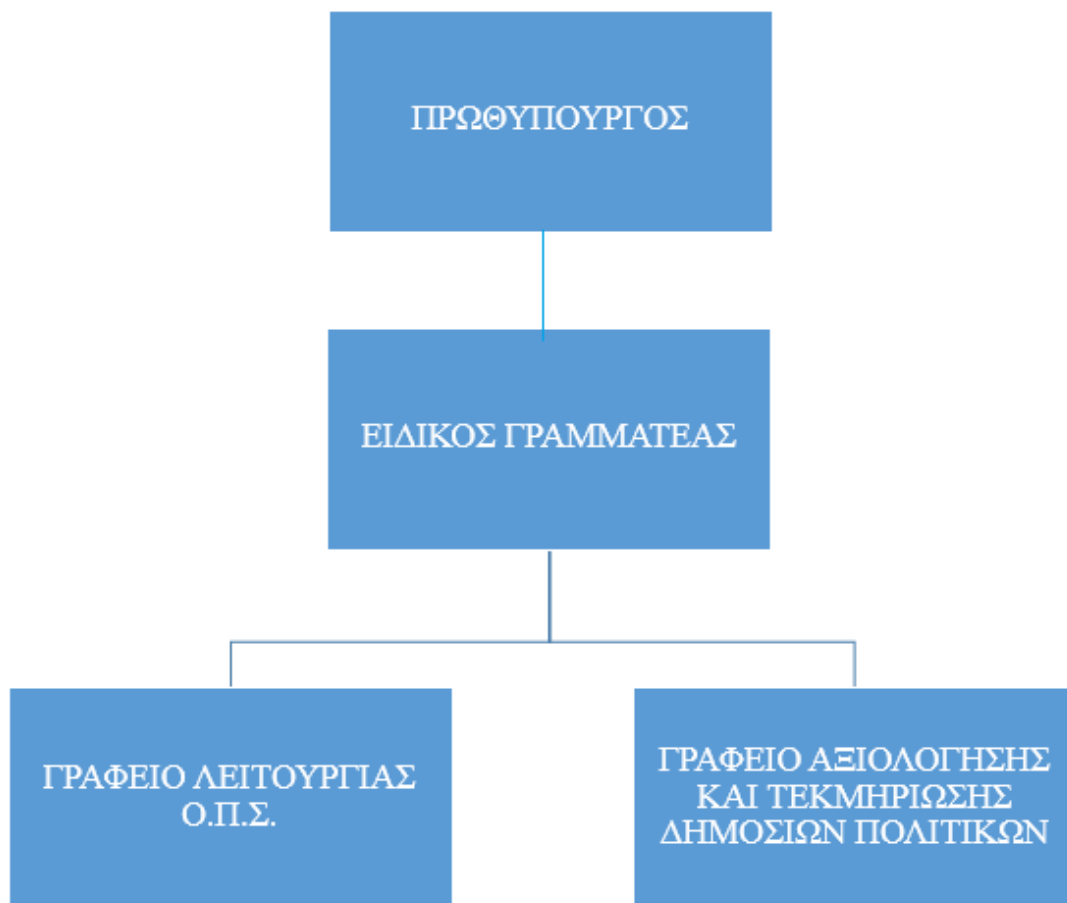 ΠΡΩΘΥΠΟΥΡΓΟΣ
ΕΙΔΙΚΟΣ ΓΡΑΜΜΑΤΕΑΣ
ΓΡΑΦΕΙΟ ΛΕΙΤΟΥΡΓΙΑΣ
Ο.Π.Σ.
ΓΡΑΦΕΙΟ ΑΞΙΟΛΟΓΗΣΗΣ
ΚΑΙ ΤΕΚΜΗΡΙΩΣΗΣ
ΔΗΜΟΣΙΩΝ ΠΟΛΙΤΙΚΩΝ